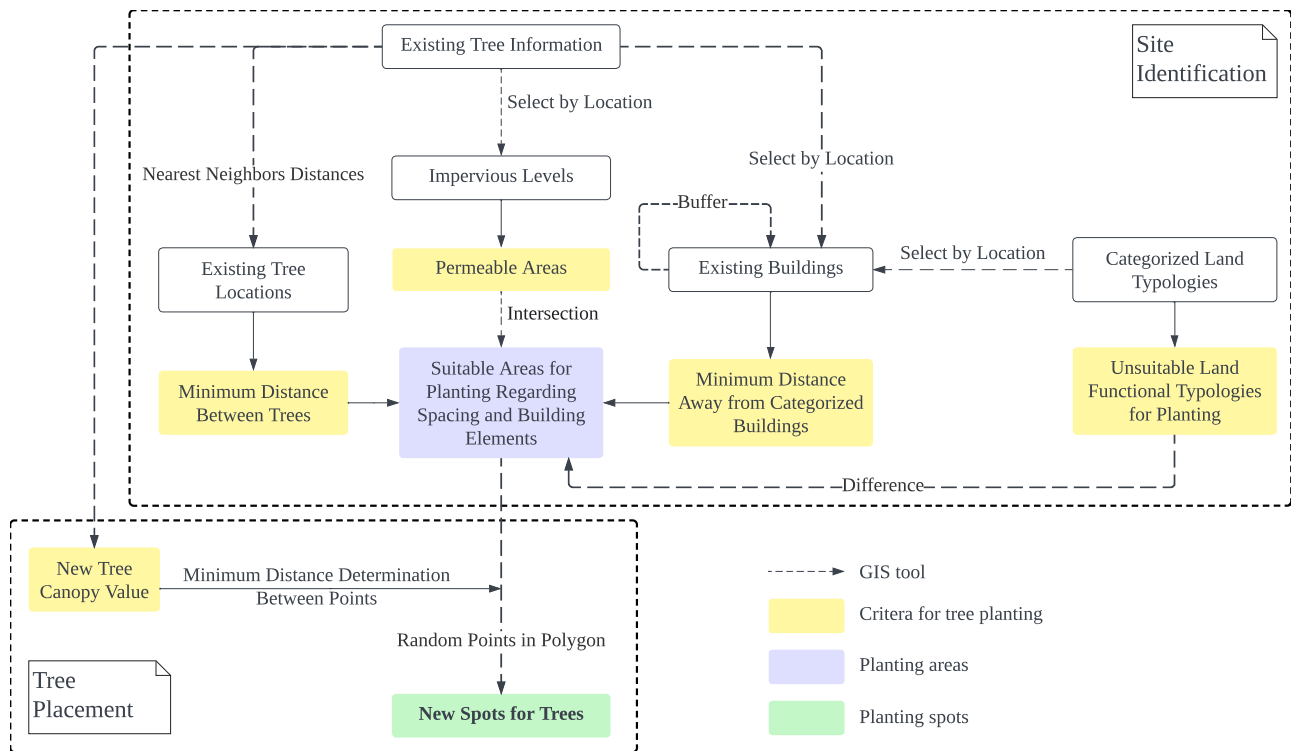 Existing Tree Information
Site
Identification
Select by Location
Nearest Neighbors Distances
Impervious Levels
Select by Location
Buffer
Existing Tree
Locations
Permeable Areas
Existing Buildings
Select by Location
Categorized Land
Typologies
Intersection
Minimum Distance
Between Trees
Suitable Areas for
Planting Regarding
Spacing and Building
Elements
Minimum Distance
Away from Categorized
Buildings
Unsuitable Land
Functional Typologies
for Planting
Difference
New Tree
Canopy Value
Minimum Distance Determination
Between Points
Random Points in Polygon
Tree
Placement
New Spots for Trees
GIS tool
Critera for tree planting
Planting areas
Planting spots